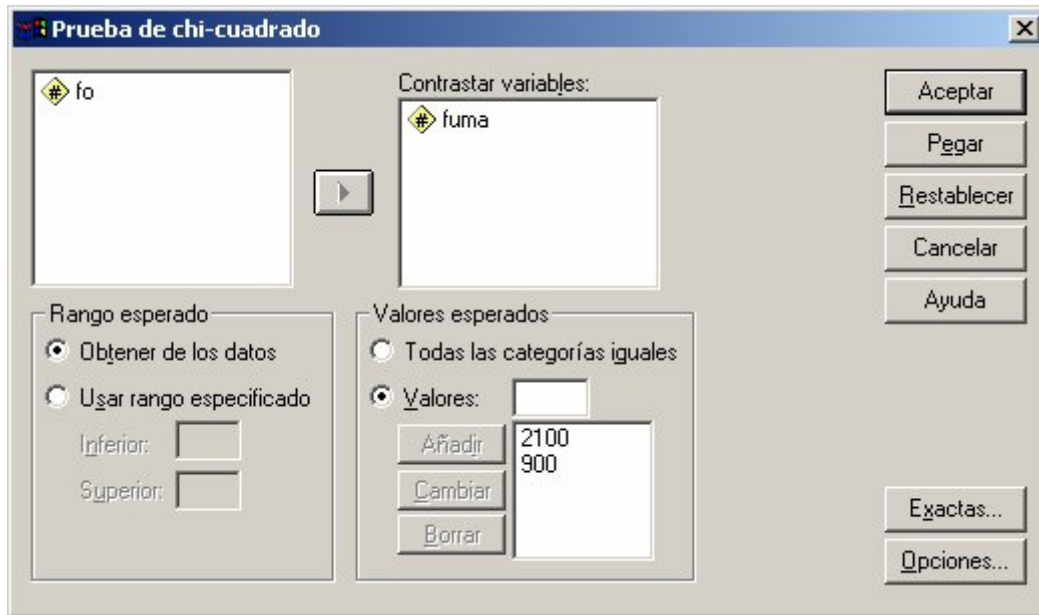 Prueba de chi-cuadrado
fo
Contrastar variables:
fuma
Aceptar
Pegar
Restablecer
Cancelar
Ayuda
Rango esperado
Obtener de los datos
Usar rango especificado
Inferior:
Superior:
Valores esperados
Todas las categorías iguales
Valores:
Añadir
Cambiar
Borrar
2100
900
Exactas...
Opciones...